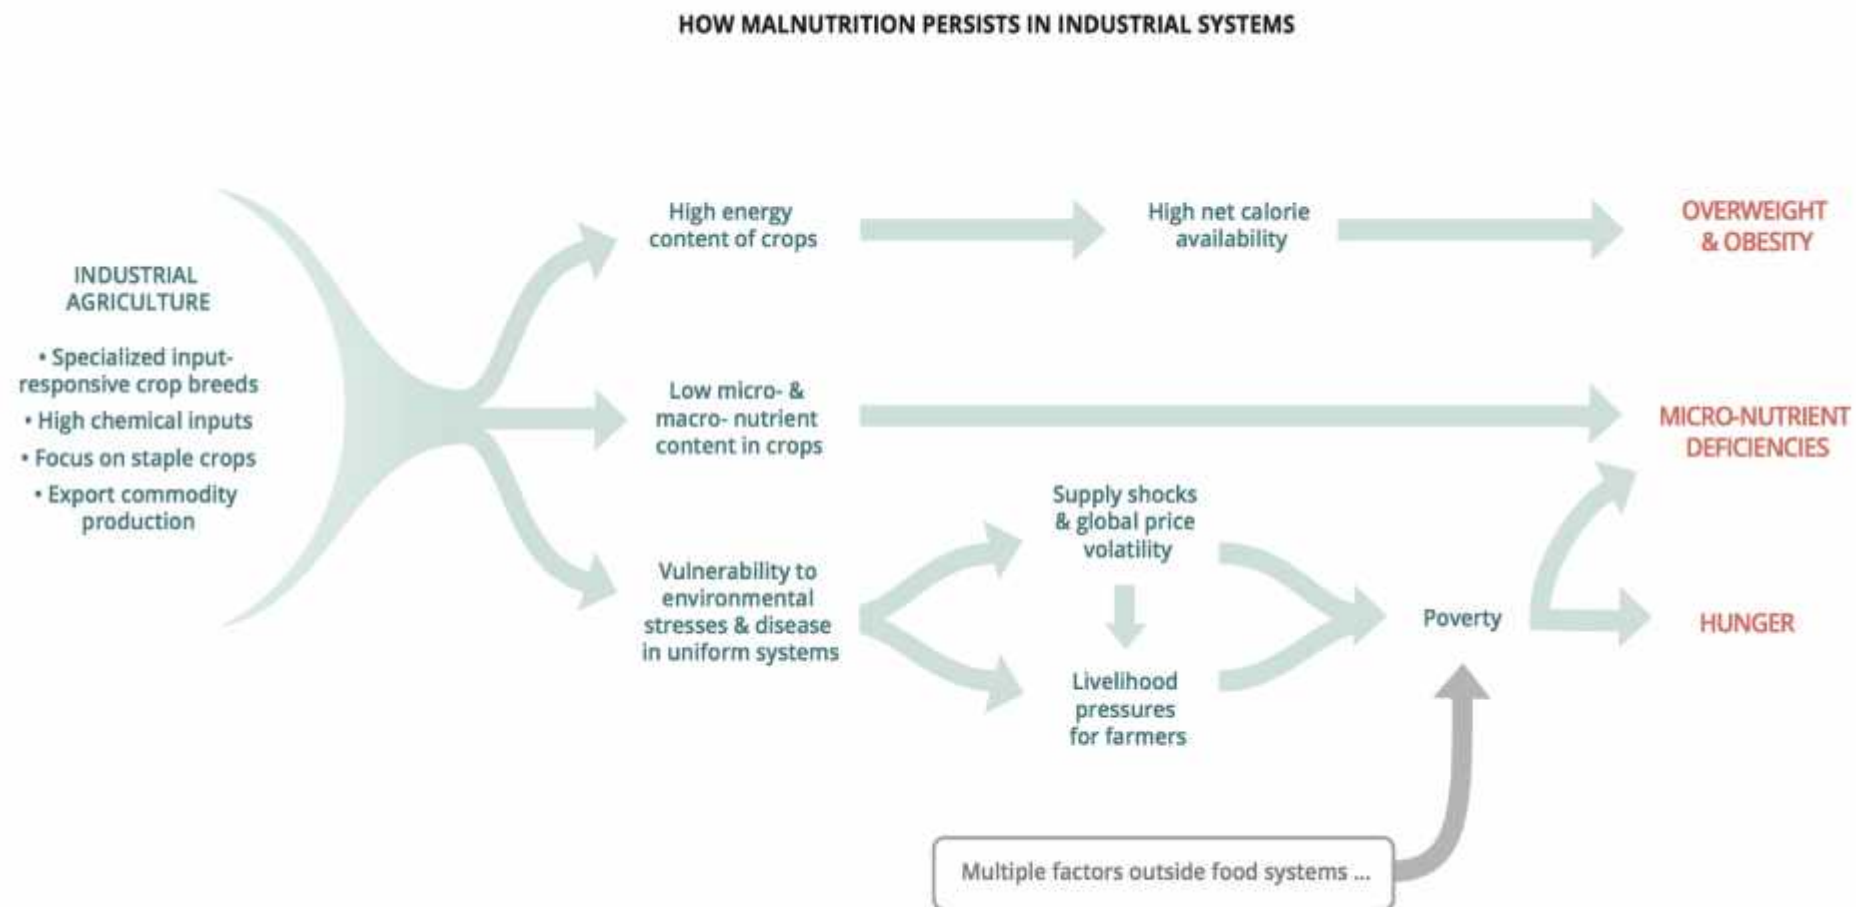 HOW MALNUTRITION PERSISTS IN INDUSTRIAL SYSTEMS
INDUSTRIAL
AGRICULTURE
• Specialized input-
responsive crop breeds
• High chemical inputs
• Focus on staple crops
• Export commodity
production
High energy
content of crops
High net calorie
availability
OVERWEIGHT
& OBESITY
Low micro- &
macro- nutrient
content in crops
MICRO-NUTRIENT
DEFICIENCIES
Vulnerability to
environmental
stresses & disease
in uniform systems
Supply shocks
& global price
volatility
Livelihood
pressures
for farmers
Poverty
HUNGER
Multiple factors outside food systems ...